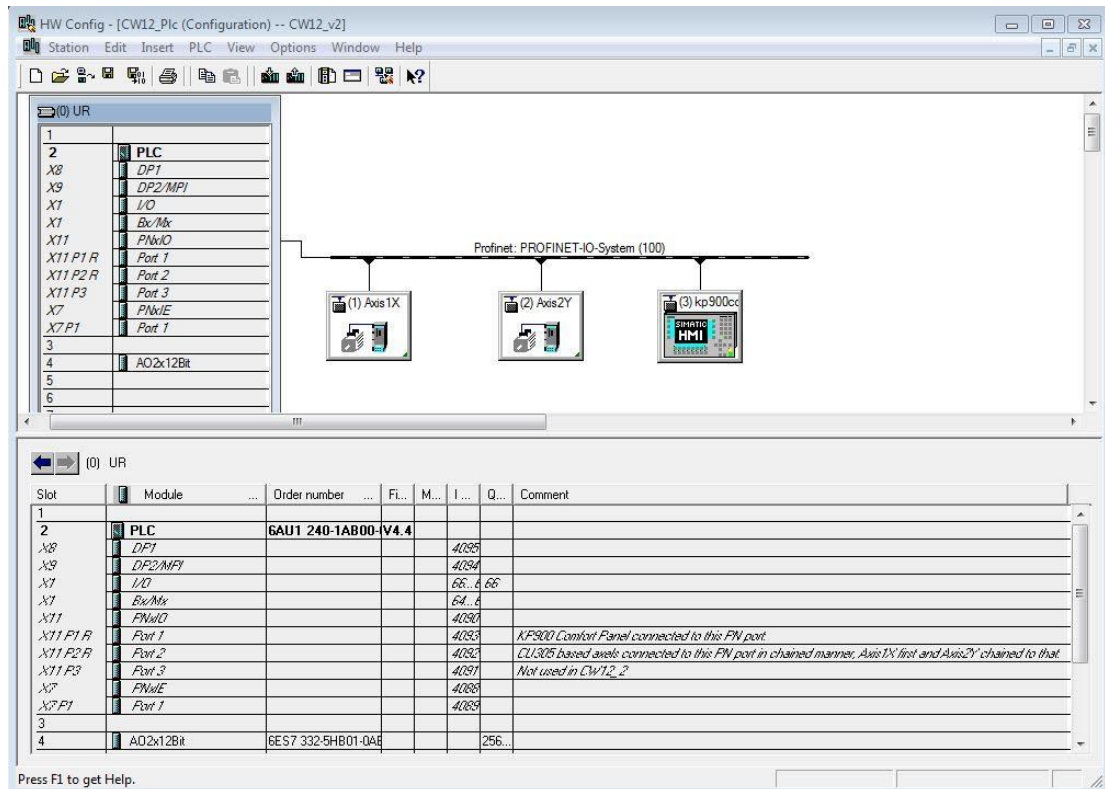 HW Config - [CW12_Plc (Configuration) -- CW12_v2]
Station Edit Insert PLC View Options Window Help
(0) UR
1
2 PLC
X8 DP1
X9 DP2/MPI
X1 I/O
X1 Bx/Mx
X11 PNxIO
X11 P1 R Port 1
X11 P2 R Port 2
X11 P3 Port 3
X7 PNxIE
X7 P1 Port 1
3
4 AO2x12Bit
5
6
Profinet: PROFINET-IO-System (100)
(1) Axis1X
(2) Axis2Y
(3) kp900co
SIMATIC
HMI
(0) UR
Slot Module ... Order number ... Fi... M... I ... Q... Comment
1
2 PLC 6AU1 240-1AB00- V4.4
X8 DP1 4095
X9 DP2/MPI 4094
X1 I/O 66... 66
X1 Bx/Mx 64...
X11 PNxIO 4090
X11 P1 R Port 1 4093 KP900 Comfort Panel connected to this PN port
X11 P2 R Port 2 4092 CU305 based axels connected to this PN port in chained manner, Axis1X first and Axis2Y chained to that
X11 P3 Port 3 4091 Not used in CW12_2
X7 PNxIE 4088
X7 P1 Port 1 4089
3
4 AO2x12Bit 6ES7 332-5HB01-0AB 256...
Press F1 to get Help.